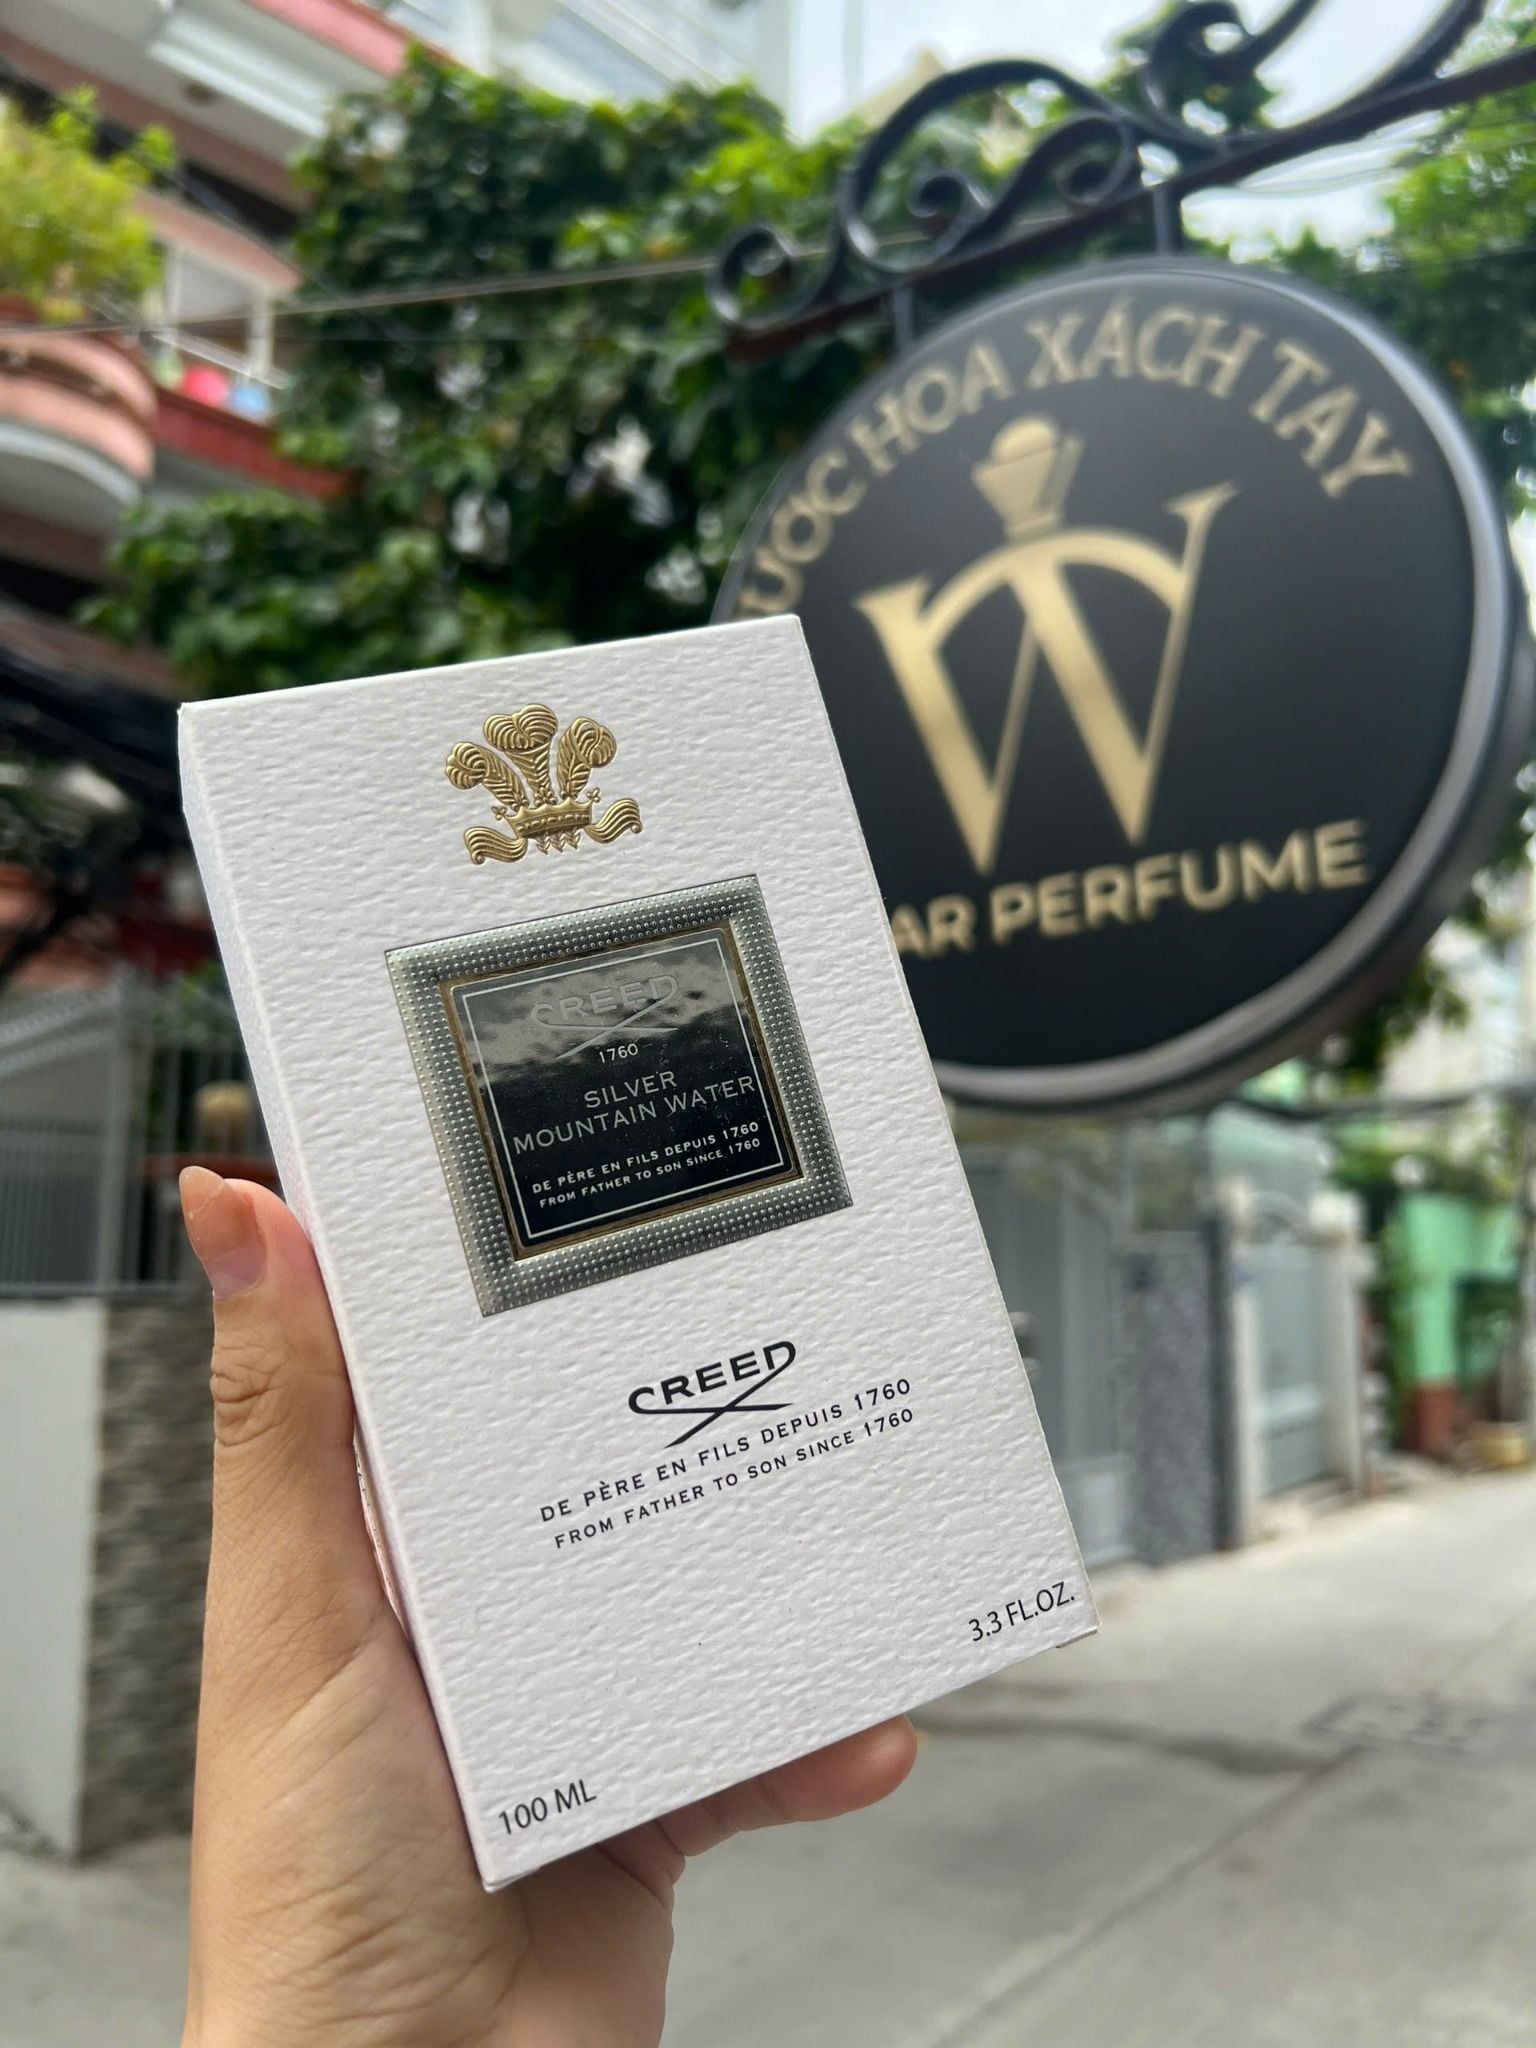 ƯỚC HOA XÁCH TAY
W
AR PERFUME
CREED
1760
SILVER
MOUNTAIN WATER
DE PÈRE EN FILS DEPUIS 1760
FROM FATHER TO SON SINCE 1760
CREED
DE PÈRE EN FILS DEPUIS 1760
FROM FATHER TO SON SINCE 1760
100 ML
3.3 FL.OZ.